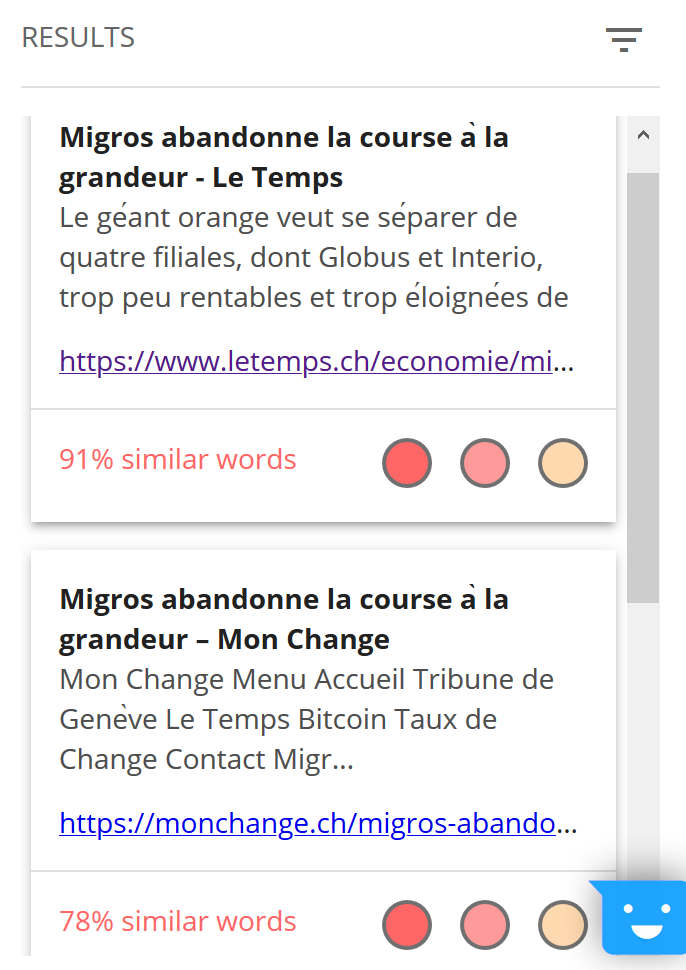 RESULTS
Migros abandonne la course à la
grandeur - Le Temps
Le géant orange veut se séparer de
quatre filiales, dont Globus et Interio,
trop peu rentables et trop éloignées de
https://www.letemps.ch/economie/mi...
91% similar words
Migros abandonne la course à la
grandeur – Mon Change
Mon Change Menu Accueil Tribune de
Genève Le Temps Bitcoin Taux de
Change Contact Migr...
https://monchange.ch/migros-abando...
78% similar words